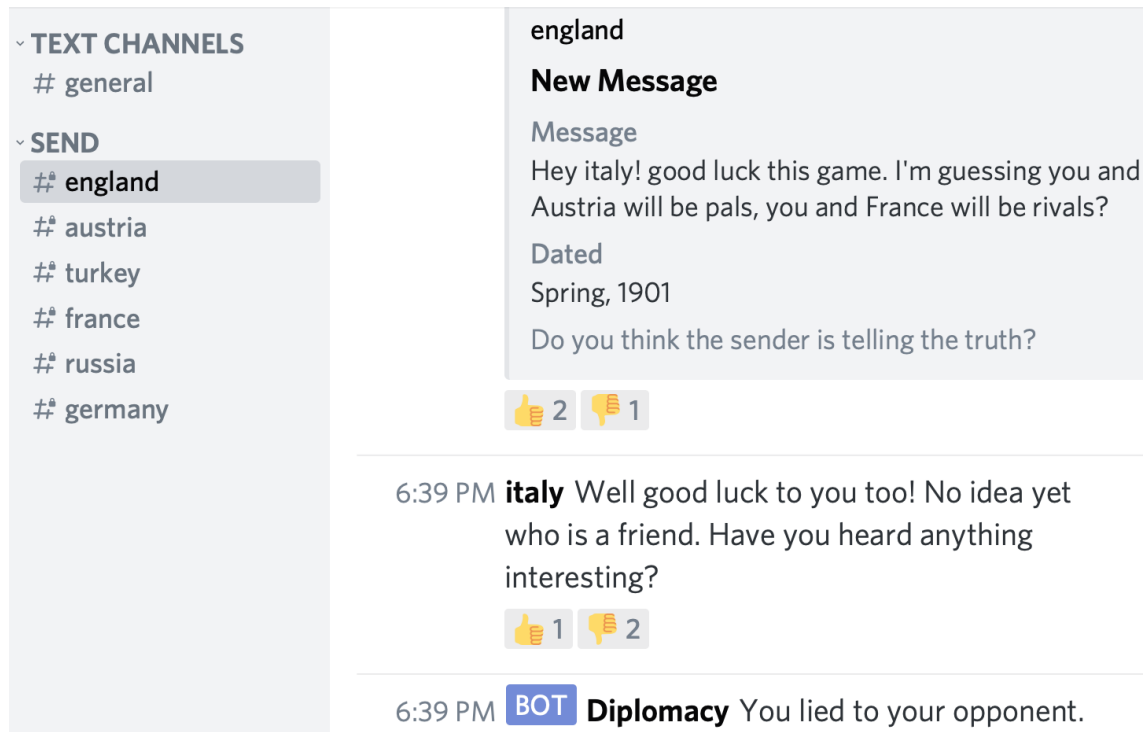 TEXT CHANNELS
# general
SEND
# england
# austria
# turkey
# france
# russia
# germany
england
New Message
Message
Hey italy! good luck this game. I'm guessing you and
Austria will be pals, you and France will be rivals?
Dated
Spring, 1901
Do you think the sender is telling the truth?
👍 2 👎 1
6:39 PM italy Well good luck to you too! No idea yet
who is a friend. Have you heard anything
interesting?
👍 1 👎 2
6:39 PM BOT Diplomacy You lied to your opponent.